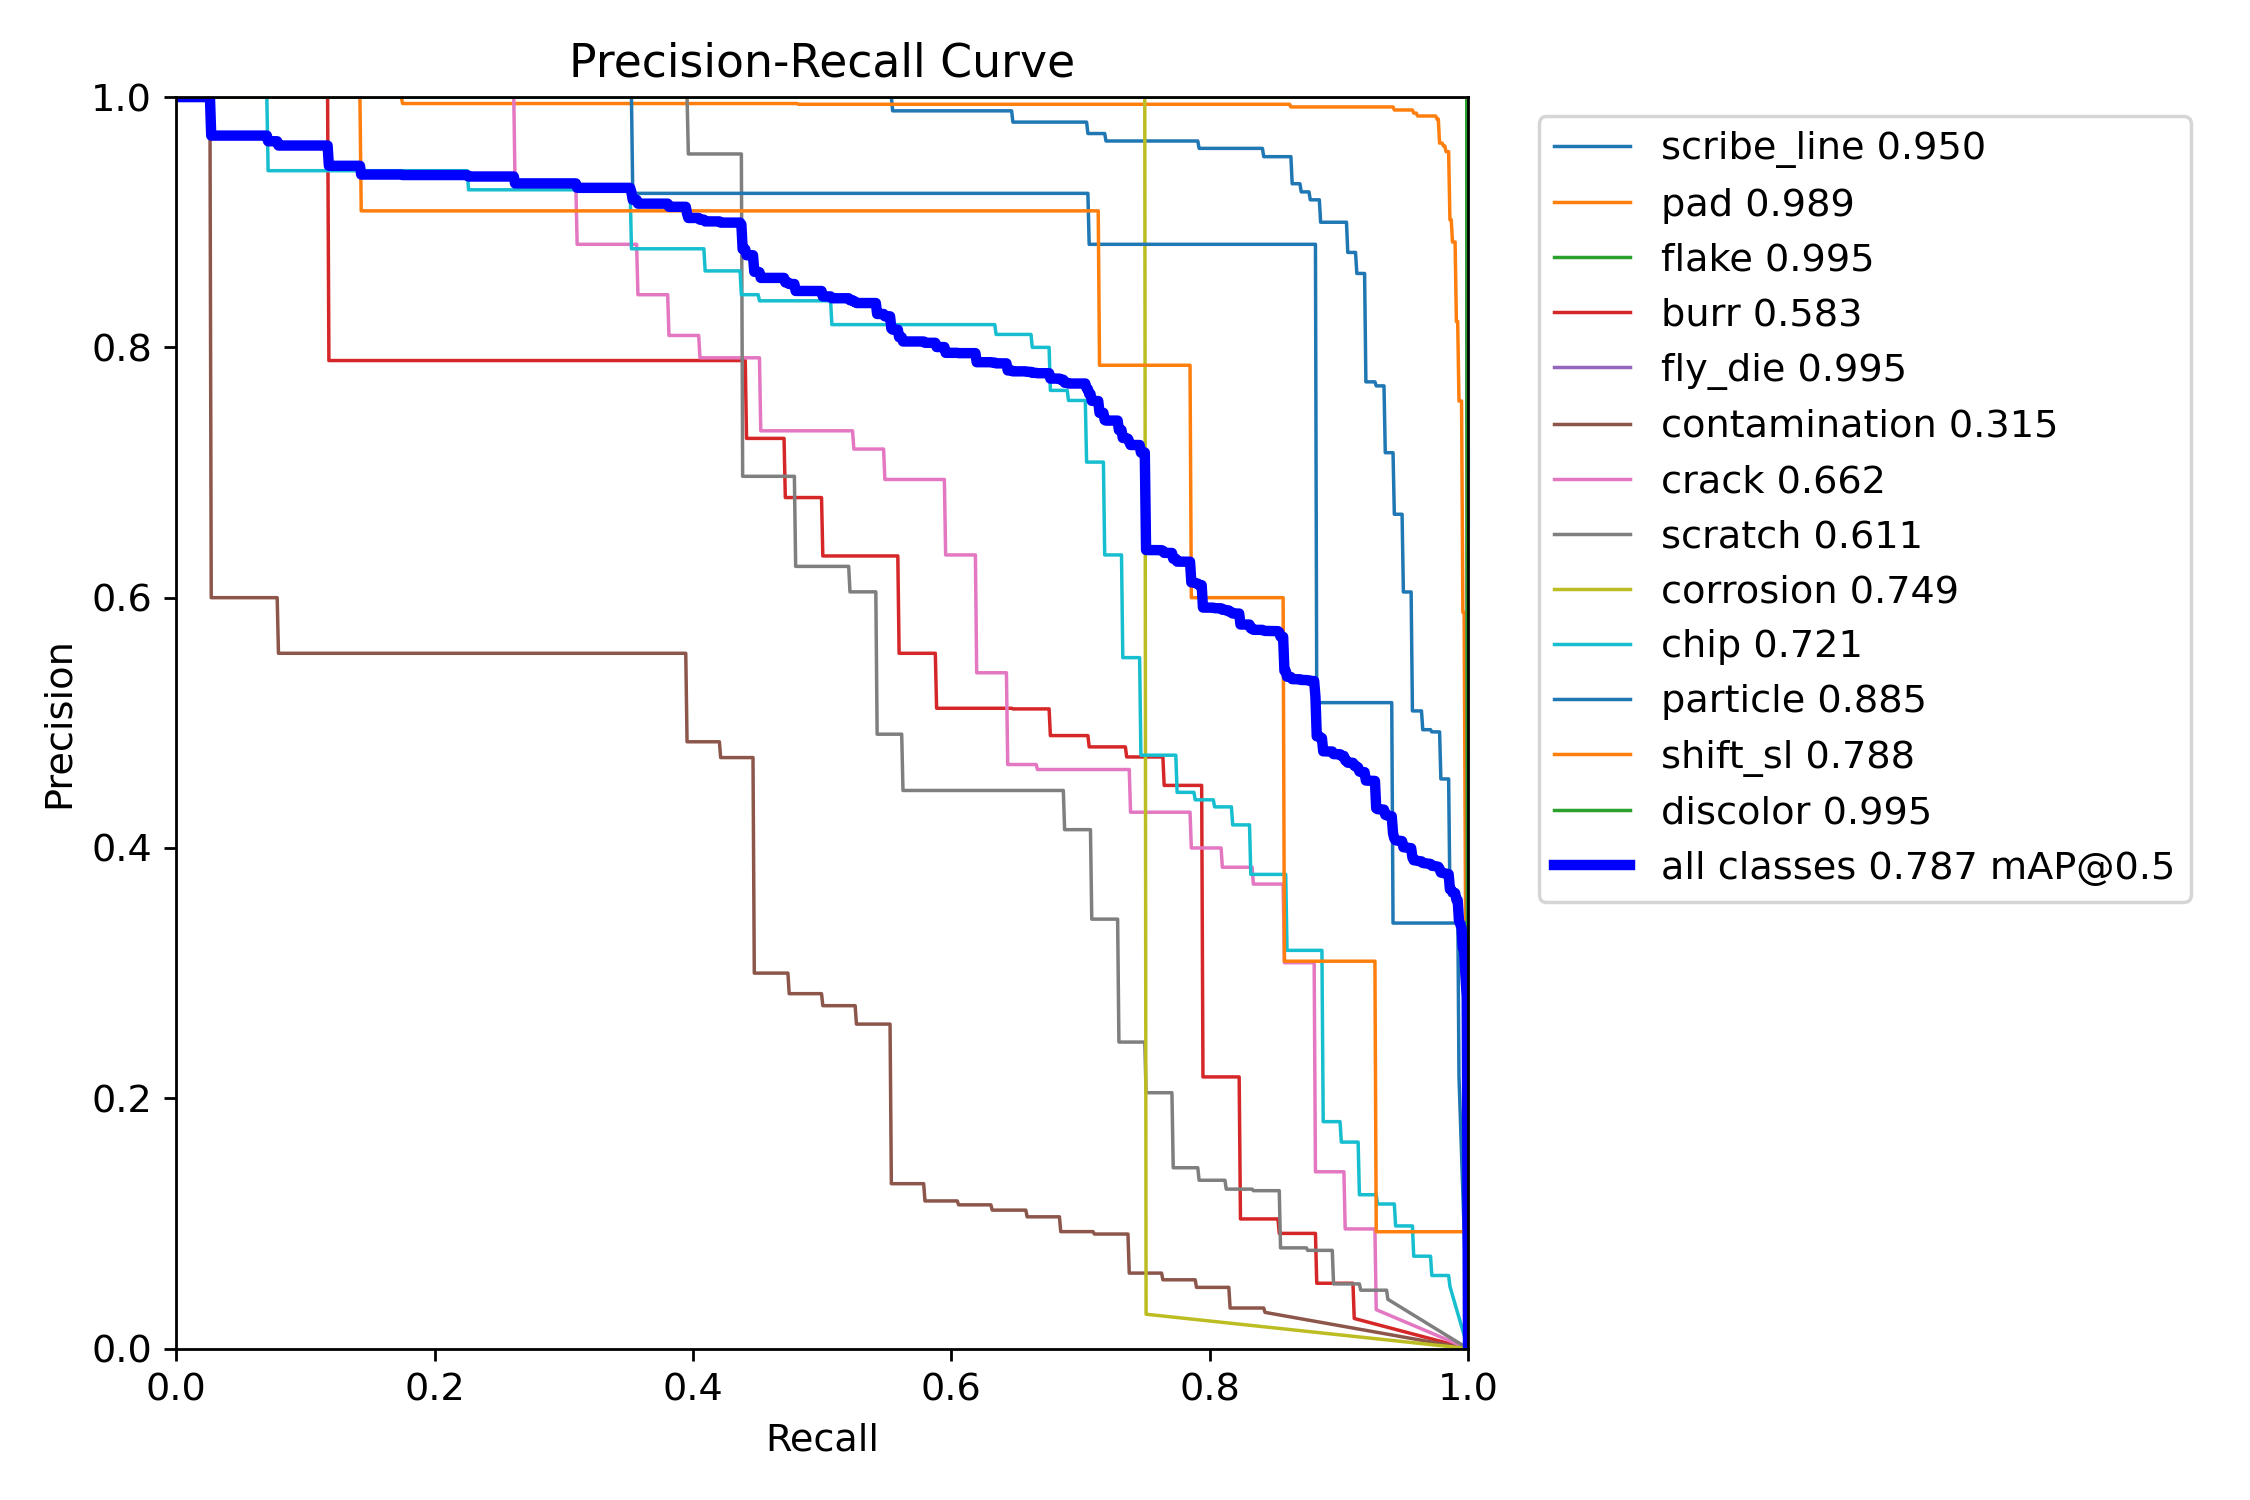 Precision-Recall Curve
1.0
0.8
0.6
0.4
0.2
0.0
Precision
0.0 0.2 0.4 0.6 0.8 1.0
Recall
scribe_line 0.950
pad 0.989
flake 0.995
burr 0.583
fly_die 0.995
contamination 0.315
crack 0.662
scratch 0.611
corrosion 0.749
chip 0.721
particle 0.885
shift_sl 0.788
discolor 0.995
all classes 0.787 mAP@0.5